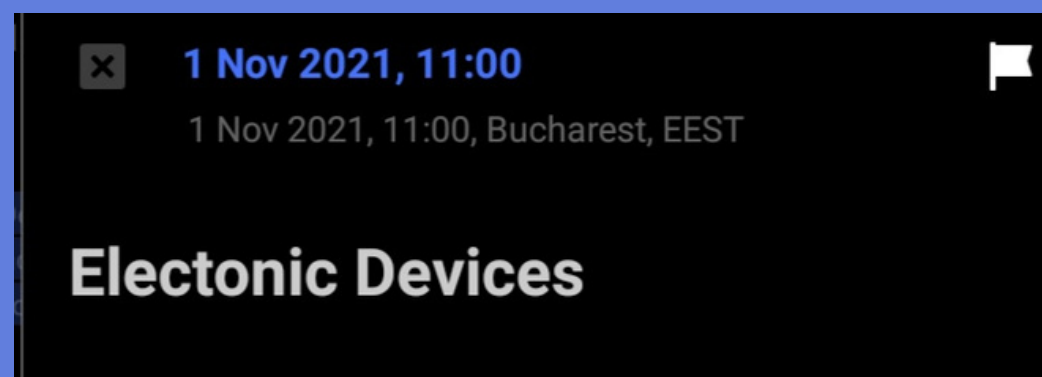 1 Nov 2021, 11:00
1 Nov 2021, 11:00, Bucharest, EEST
Electonic Devices